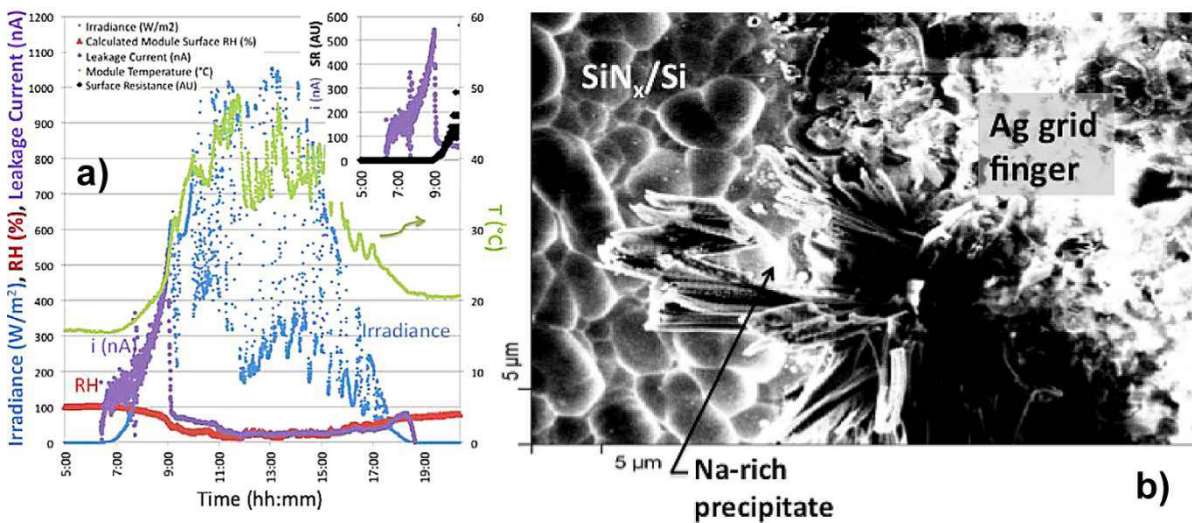 Irradiance (W/m2)
Calculated Module Surface RH (%)
Leakage Current (nA)
Module Temperature (°C)
Surface Resistance (AU)
Irradiance (W/m²), RH (%), Leakage Current (nA)
1200
1100
1000
900
800
700
600
500
400
300
200
100
0
a)
i (nA)
RH
Irradiance
T (°C)
60
50
40
30
20
10
0
5:00
7:00
9:00
11:00
13:00
15:00
17:00
19:00
Time (hh:mm)
i (nA)
SR (AU)
600
500
400
300
200
100
0
5:00
7:00
9:00
SiNₓ/Si
Ag grid
finger
5 µm
5 µm
Na-rich
precipitate
b)